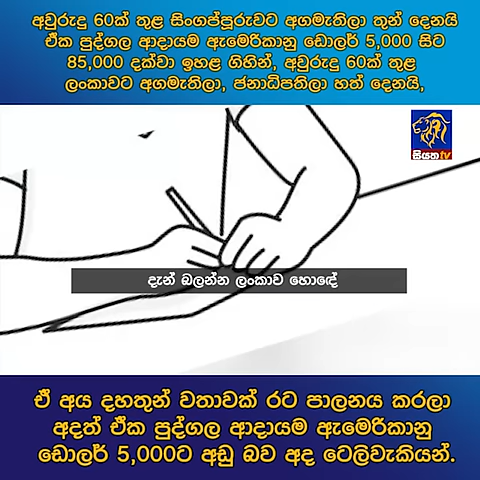 අවුරුදු 60ක් තුළ සිංගප්පූරුවට අගමැතිලා තුන් දෙනයි
ඒක පුද්ගල ආදායම ඇමෙරිකානු ඩොලර් 5,000 සිට
85,000 දක්වා ඉහළ ගිහින්, අවුරුදු 60ක් තුළ
ලංකාවට අගමැතිලා, ජනාධිපතිලා හත් දෙනයි,
සියත tv
දැන් බලන්න ලංකාව හොඳේ
ඒ අය දහතුන් වතාවක් රට පාලනය කරලා
අදත් ඒක පුද්ගල ආදායම ඇමෙරිකානු
ඩොලර් 5,000ට අඩු බව අද ටෙලිවැකියන්.